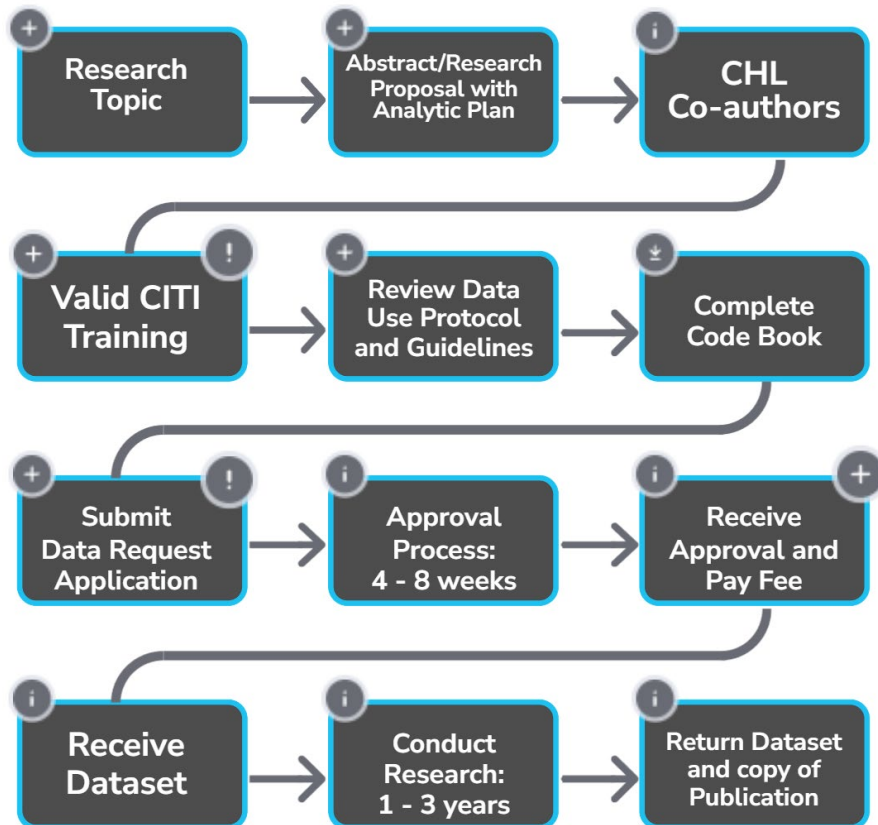 Research
Topic
Abstract/Research
Proposal with
Analytic Plan
CHL
Co-authors
Valid CITI
Training
Review Data
Use Protocol
and Guidelines
Complete
Code Book
Submit
Data Request
Application
Approval
Process:
4 - 8 weeks
Receive
Approval and
Pay Fee
Receive
Dataset
Conduct
Research:
1 - 3 years
Return Dataset
and copy of
Publication